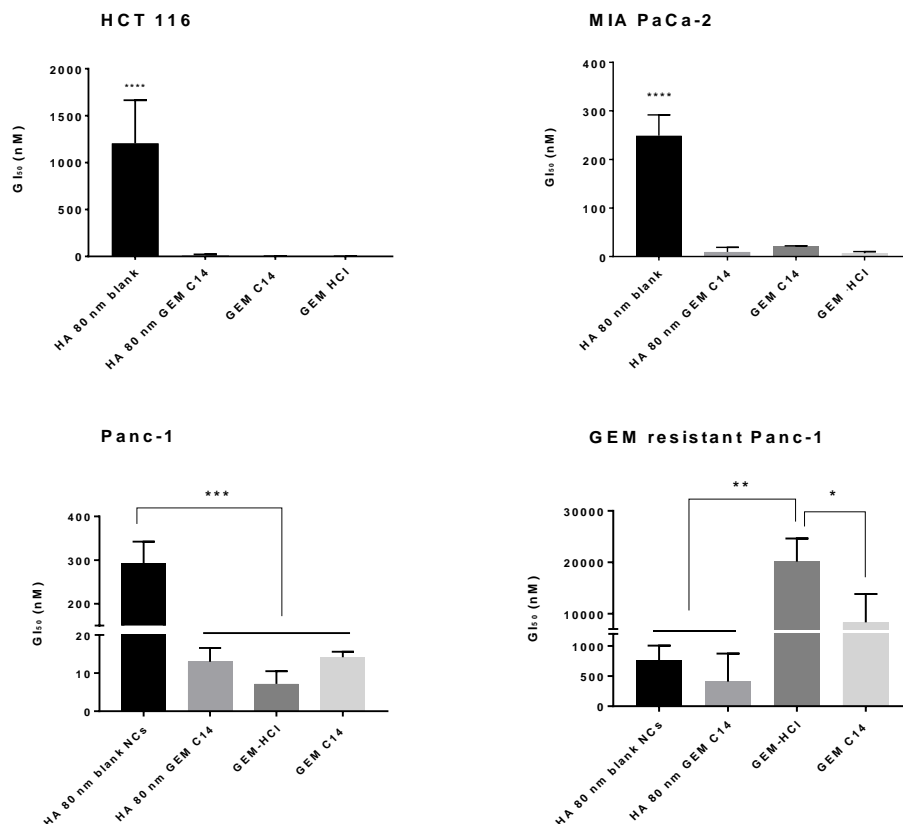 HCT 116
****
2000
1500
1000
500
0
GI₅₀ (nM)
HA 80 nm blank
HA 80 nm GEM C14
GEM C14
GEM HCl
MIA PaCa-2
****
400
300
200
100
0
GI₅₀ (nM)
HA 80 nm blank
HA 80 nm GEM C14
GEM C14
GEM -HCl
Panc-1
***
400
300
200
20
10
0
GI₅₀ (nM)
HA 80 nm blank NCs
HA 80 nm GEM C14
GEM-HCl
GEM C14
GEM resistant Panc-1
**
*
30000
20000
10000
1000
500
0
GI₅₀ (nM)
HA 80 nm blank NCs
HA 80 nm GEM C14
GEM-HCl
GEM C14